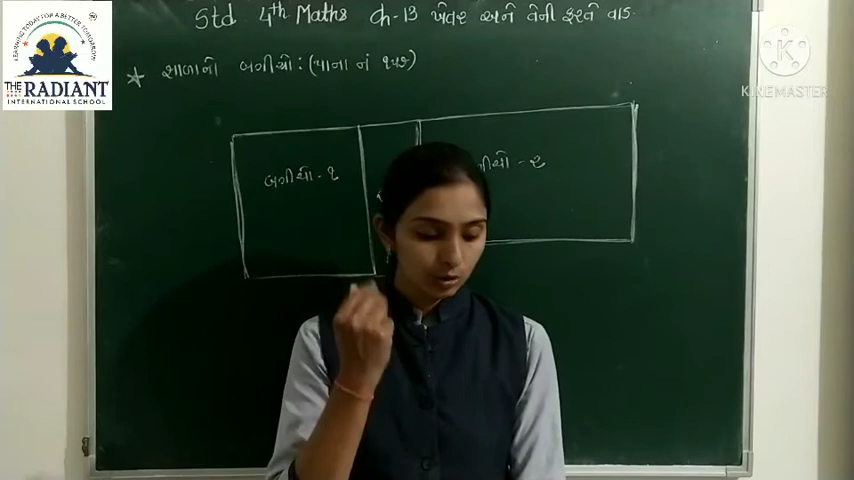 Std 4th Maths ch-13 ખેતર અને તેની ફરતે વાડ
LEARNING TODAY FOR A BETTER TOMORROW
THE RADIANT
INTERNATIONAL SCHOOL
KINEMASTER
★ શાળાનો બગીચો : (પાના નં ૧૫૭)
બગીચો - ૧
ગીચો - ૨